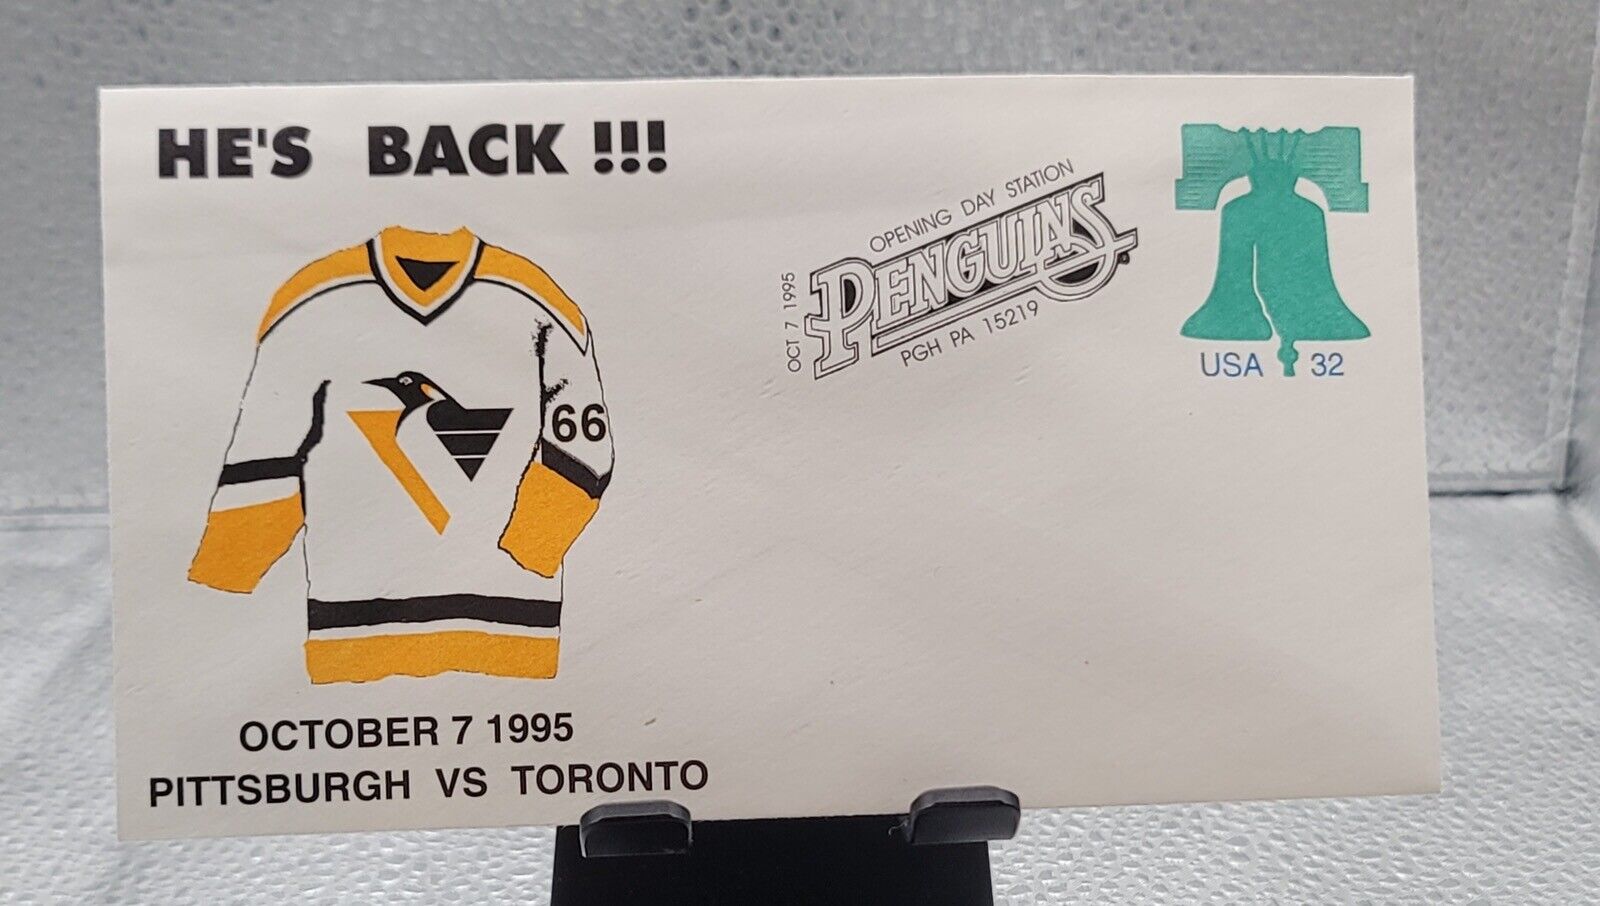 HE'S BACK !!!
66
OCTOBER 7 1995
PITTSBURGH VS TORONTO
OPENING DAY STATION
PENGUINS
OCT 7 1995
PGH PA 15219
USA 32